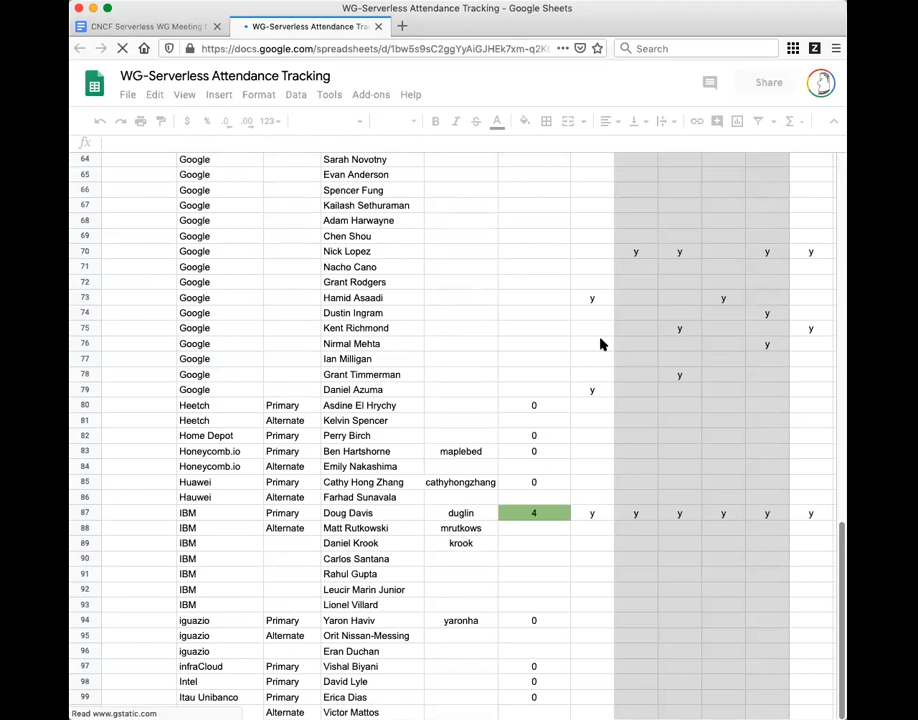 WG-Serverless Attendance Tracking - Google Sheets
CNCF Serverless WG Meeting
WG-Serverless Attendance Tra
https://docs.google.com/spreadsheets/d/1bw5s9sC2ggYyAiGJHEk7xm-q2K
Search
WG-Serverless Attendance Tracking
Share
File Edit View Insert Format Data Tools Add-ons Help
$ % .0 .00 123 B I S A Σ
fx
64 Google Sarah Novotny
65 Google Evan Anderson
66 Google Spencer Fung
67 Google Kailash Sethuraman
68 Google Adam Harwayne
69 Google Chen Shou
70 Google Nick Lopez y y y y
71 Google Nacho Cano
72 Google Grant Rodgers
73 Google Hamid Asaadi y y
74 Google Dustin Ingram y
75 Google Kent Richmond y y
76 Google Nirmal Mehta y
77 Google Ian Milligan
78 Google Grant Timmerman y
79 Google Daniel Azuma y
80 Heetch Primary Asdine El Hrychy 0
81 Heetch Alternate Kelvin Spencer
82 Home Depot Primary Perry Birch 0
83 Honeycomb.io Primary Ben Hartshorne maplebed 0
84 Honeycomb.io Alternate Emily Nakashima
85 Huawei Primary Cathy Hong Zhang cathyhongzhang 0
86 Hauwei Alternate Farhad Sunavala
87 IBM Primary Doug Davis duglin 4 y y y y y y
88 IBM Alternate Matt Rutkowski mrutkows
89 IBM Daniel Krook krook
90 IBM Carlos Santana
91 IBM Rahul Gupta
92 IBM Leucir Marin Junior
93 IBM Lionel Villard
94 iguazio Primary Yaron Haviv yaronha 0
95 iguazio Alternate Orit Nissan-Messing
96 iguazio Eran Duchan
97 infraCloud Primary Vishal Biyani 0
98 Intel Primary David Lyle 0
99 Itau Unibanco Primary Erica Dias 0
Alternate Victor Mattos
Read www.gstatic.com